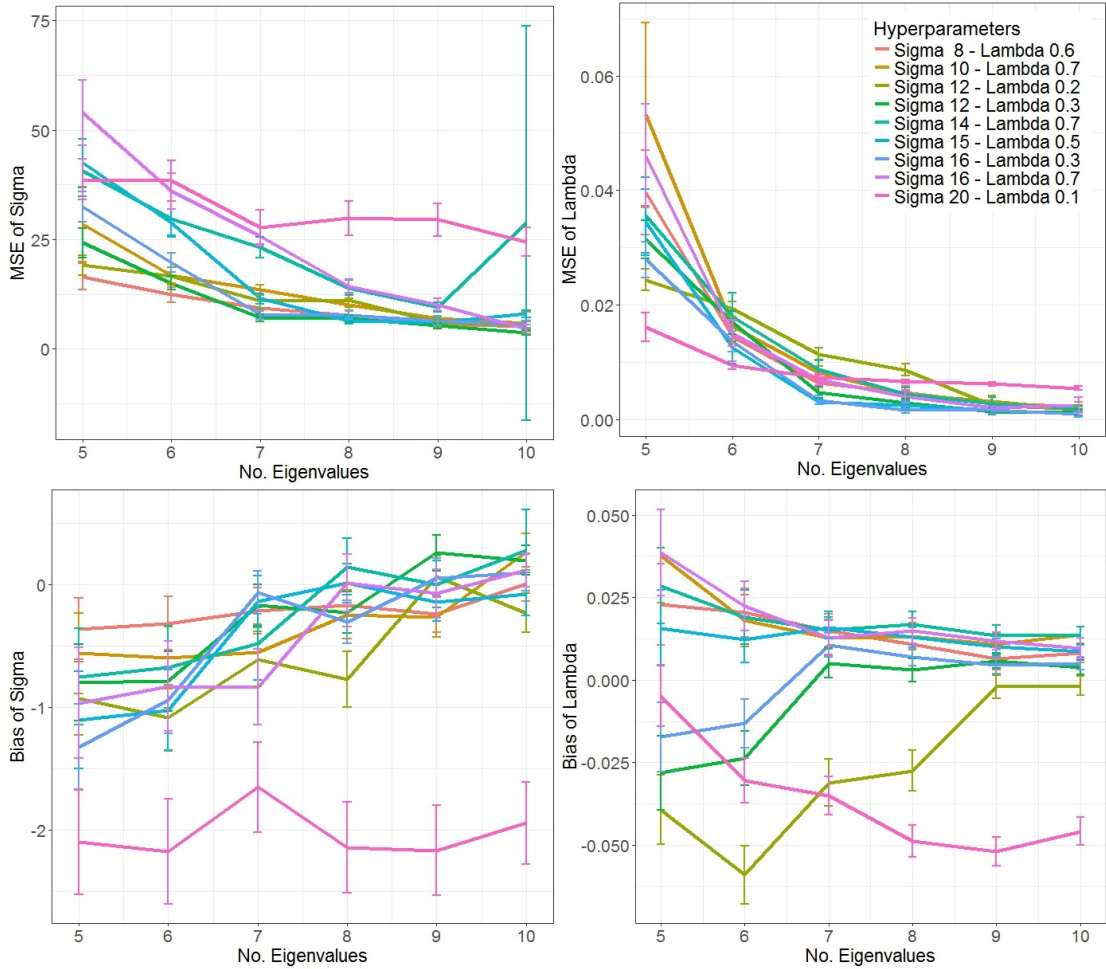 75
50
25
0
MSE of Sigma
5 6 7 8 9 10
No. Eigenvalues
0.06
0.04
0.02
0.00
MSE of Lambda
5 6 7 8 9 10
No. Eigenvalues
Hyperparameters
Sigma 8 - Lambda 0.6
Sigma 10 - Lambda 0.7
Sigma 12 - Lambda 0.2
Sigma 12 - Lambda 0.3
Sigma 14 - Lambda 0.7
Sigma 15 - Lambda 0.5
Sigma 16 - Lambda 0.3
Sigma 16 - Lambda 0.7
Sigma 20 - Lambda 0.1
0
-1
-2
Bias of Sigma
5 6 7 8 9 10
No. Eigenvalues
0.050
0.025
0.000
-0.025
-0.050
Bias of Lambda
5 6 7 8 9 10
No. Eigenvalues